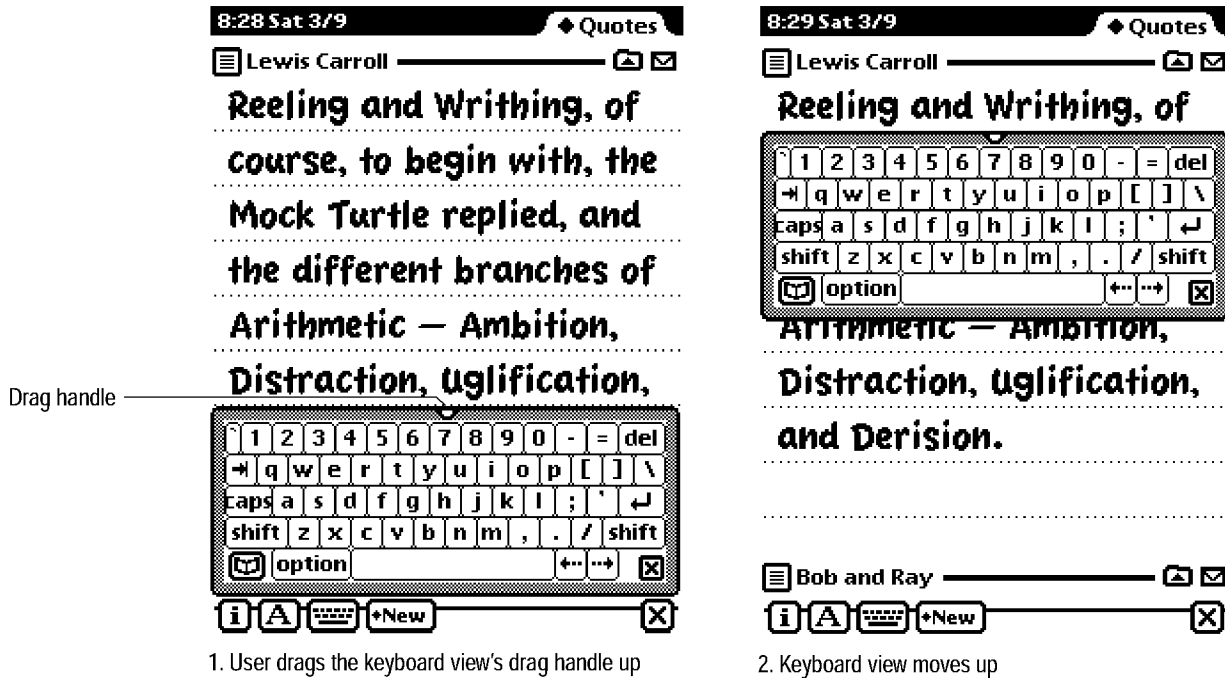 8:28 Sat 3/9 ◆ Quotes
Lewis Carroll
Reeling and Writhing, of
course, to begin with, the
Mock Turtle replied, and
the different branches of
Arithmetic — Ambition,
Distraction, Uglification,
Drag handle
` 1 2 3 4 5 6 7 8 9 0 - = del
q w e r t y u i o p [ ] \
caps a s d f g h j k l ; '
shift z x c v b n m , . / shift
option
i A ◆New X
1. User drags the keyboard view's drag handle up
8:29 Sat 3/9 ◆ Quotes
Lewis Carroll
Reeling and Writhing, of
` 1 2 3 4 5 6 7 8 9 0 - = del
q w e r t y u i o p [ ] \
caps a s d f g h j k l ; '
shift z x c v b n m , . / shift
option
Arithmetic — Ambition,
Distraction, Uglification,
and Derision.
Bob and Ray
i A ◆New X
2. Keyboard view moves up